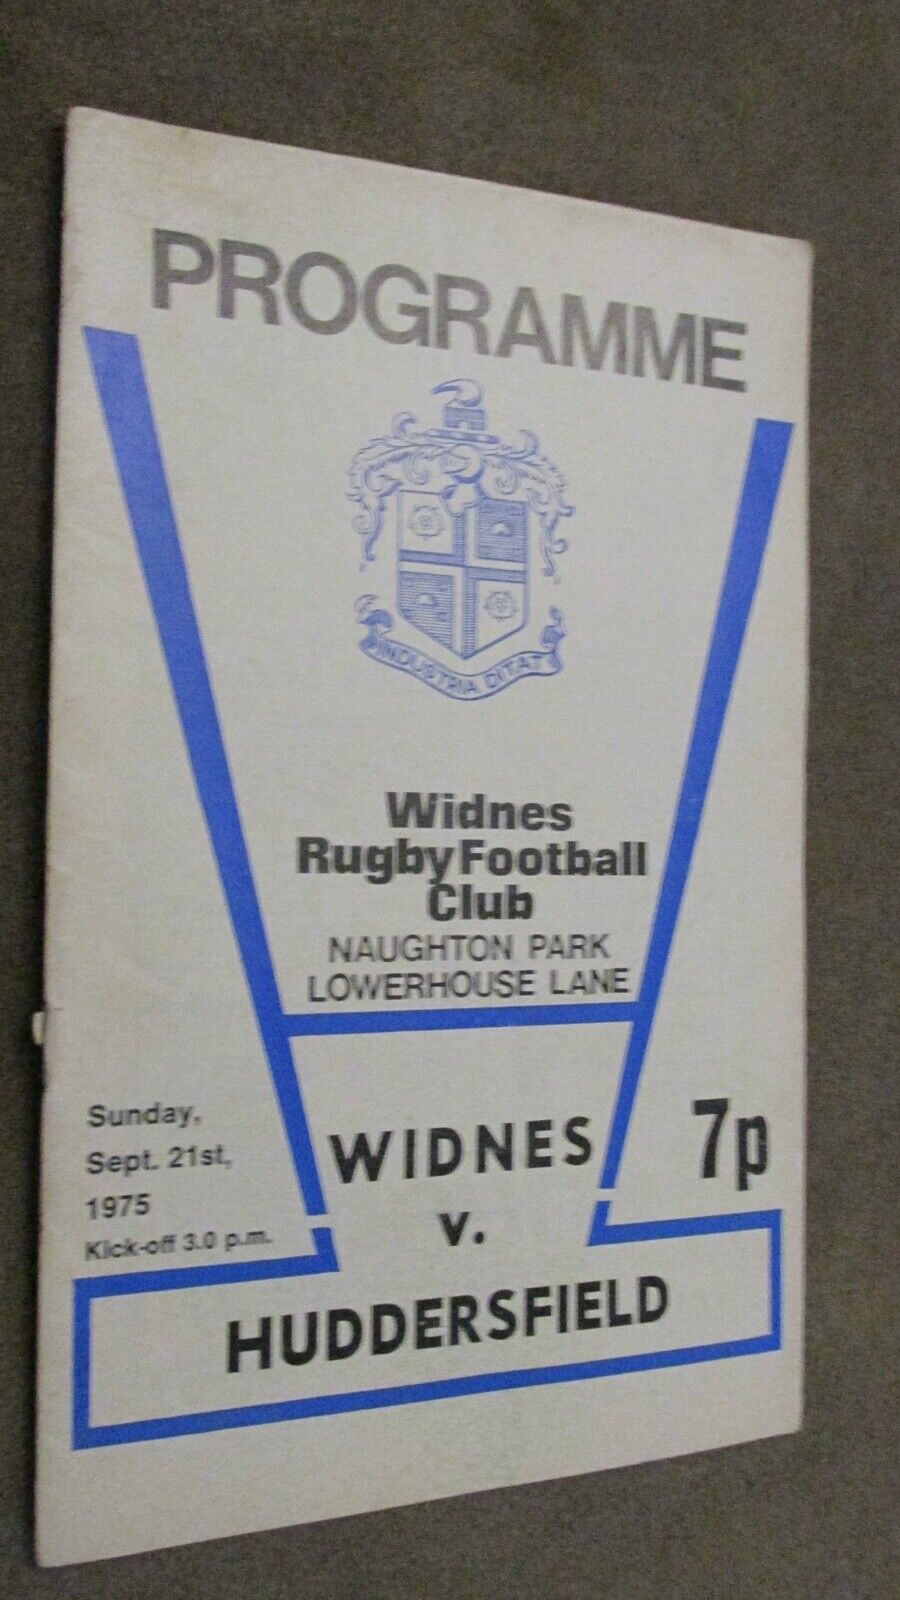 PROGRAMME
INDUSTRIA DITAT
Widnes
Rugby Football
Club
NAUGHTON PARK
LOWERHOUSE LANE
Sunday,
Sept. 21st,
1975
Kick-off 3.0 p.m.
WIDNES
v.
HUDDERSFIELD
7p